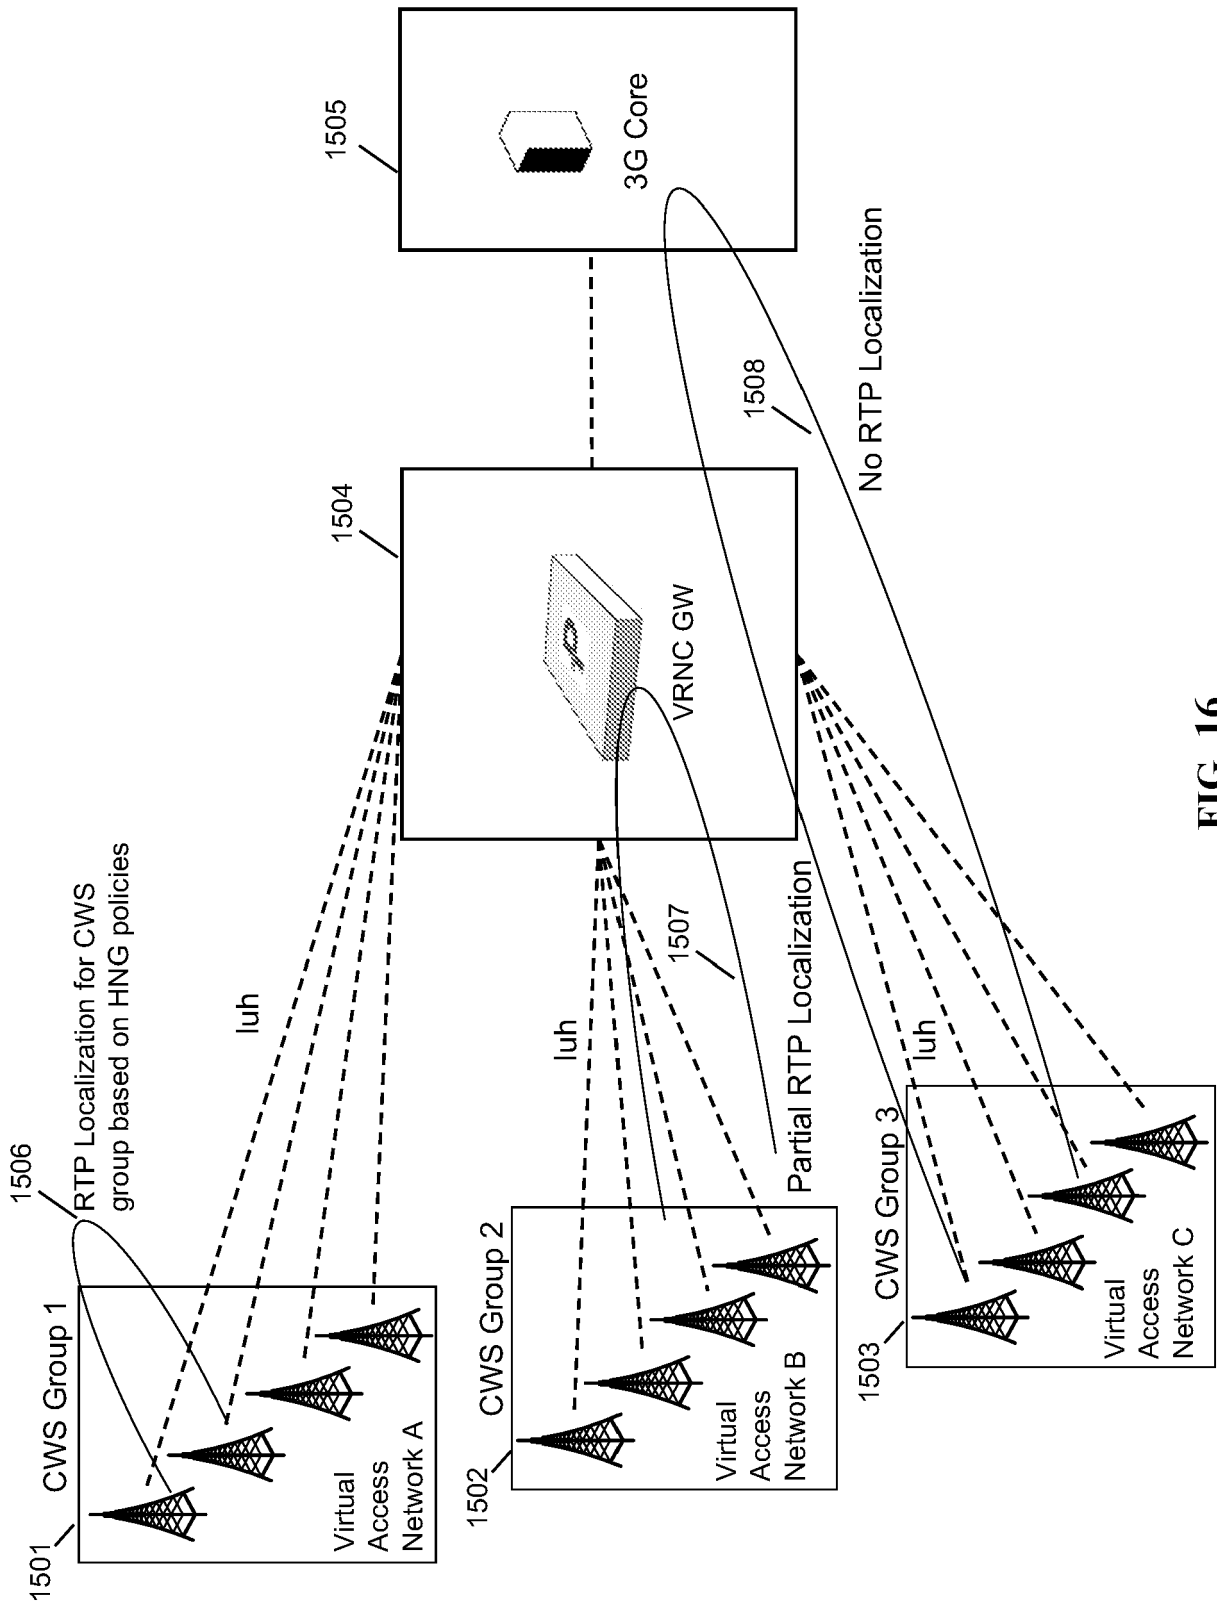 1501
CWS Group 1
Virtual
Access
Network A
1506
RTP Localization for CWS
group based on HNG policies
Iuh
1504
VRNC GW
1505
3G Core
1502
CWS Group 2
Virtual
Access
Network B
Iuh
1507
Partial RTP Localization
1508
No RTP Localization
1503
CWS Group 3
Virtual
Access
Network C
Iuh
FIG. 16